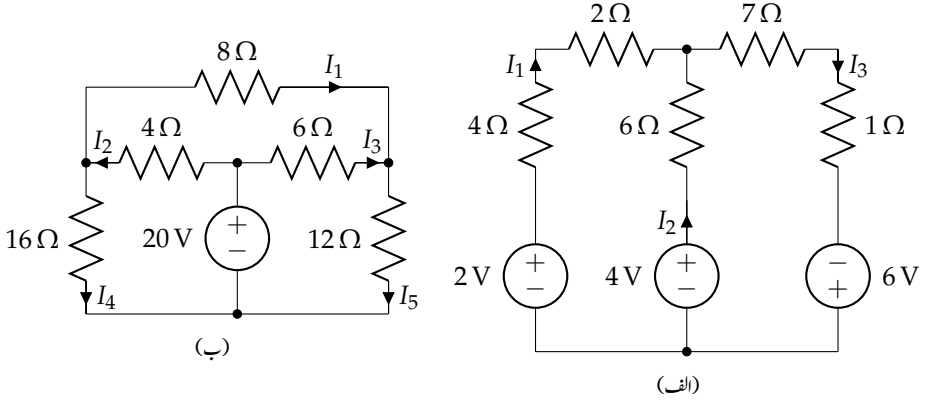 8 Ω
I₁
4 Ω
6 Ω
I₂
I₃
16 Ω
20 V
+
−
12 Ω
I₄
I₅
(ب)
2 Ω
7 Ω
I₁
I₃
4 Ω
6 Ω
1 Ω
I₂
2 V
+
−
4 V
+
−
−
+
6 V
(الف)